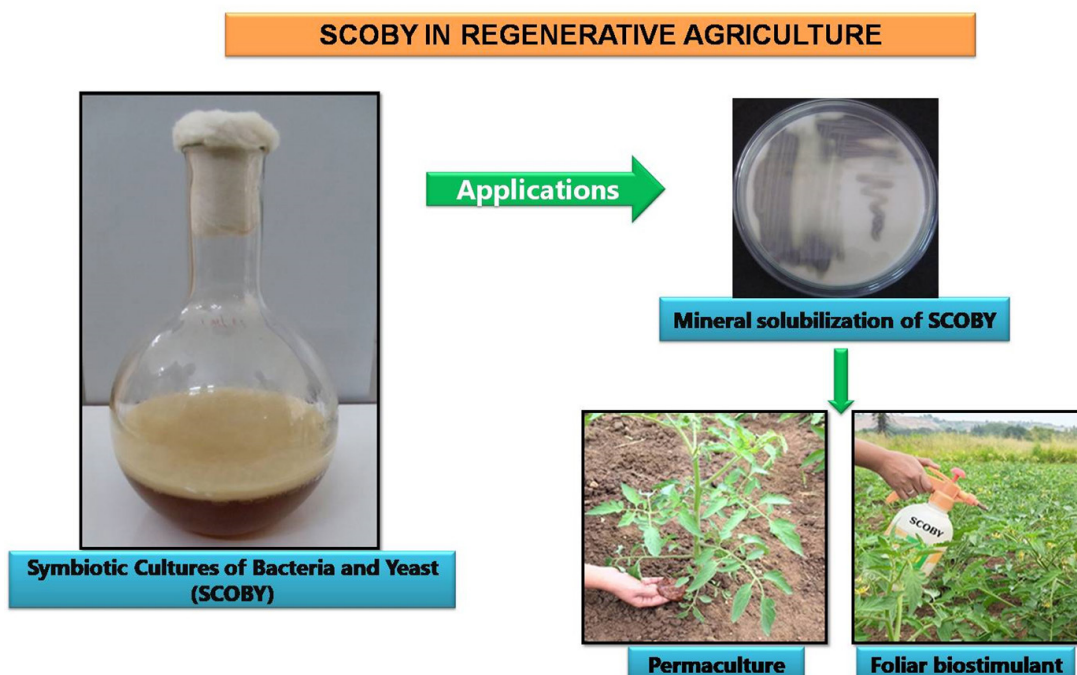 SCOBY IN REGENERATIVE AGRICULTURE
Applications
Mineral solubilization of SCOBY
Symbiotic Cultures of Bacteria and Yeast
(SCOBY)
SCOBY
Permaculture
Foliar biostimulant